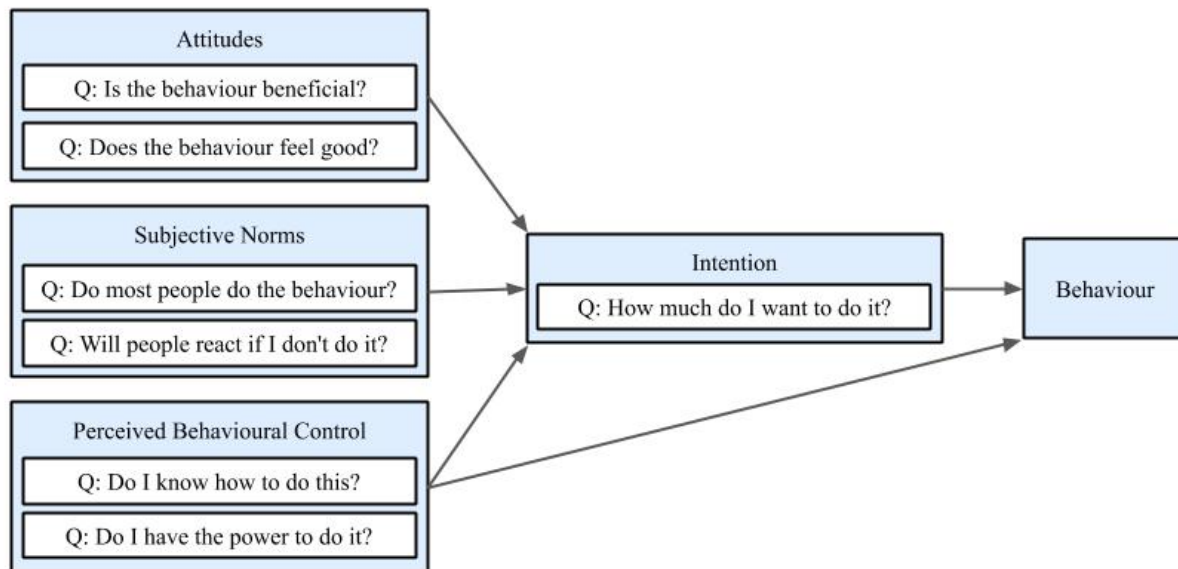 Attitudes
Q: Is the behaviour beneficial?
Q: Does the behaviour feel good?
Subjective Norms
Q: Do most people do the behaviour?
Q: Will people react if I don't do it?
Perceived Behavioural Control
Q: Do I know how to do this?
Q: Do I have the power to do it?
Intention
Q: How much do I want to do it?
Behaviour